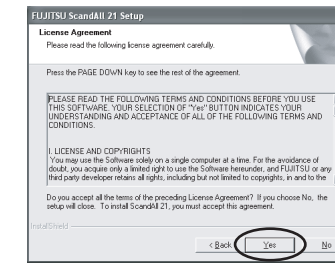 FUJITSU ScandAll 21 Setup
License Agreement
Please read the following license agreement carefully.
Press the PAGE DOWN key to see the rest of the agreement.
PLEASE READ THE FOLLOWING TERMS AND CONDITIONS BEFORE YOU USE
THIS SOFTWARE. YOUR SELECTION OF "Yes" BUTTON INDICATES YOUR
UNDERSTANDING AND ACCEPTANCE OF ALL OF THE FOLLOWING TERMS AND
CONDITIONS.
I. LICENSE AND COPYRIGHTS
You may use the Software solely on a single computer at a time. For the avoidance of
doubt, you acquire only a limited right to use the Software hereunder, and FUJITSU or any
third party developer retains all rights, including but not limited to copyrights, in and to the
Do you accept all the terms of the preceding License Agreement? If you choose No, the
setup will close. To install ScandAll 21, you must accept this agreement.
InstallShield
< Back
Yes
No